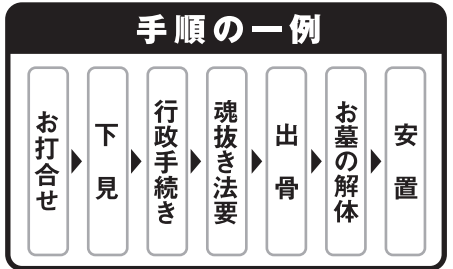 手順の一例
お打合せ
下見
行政手続き
魂抜き法要
出骨
お墓の解体
安置